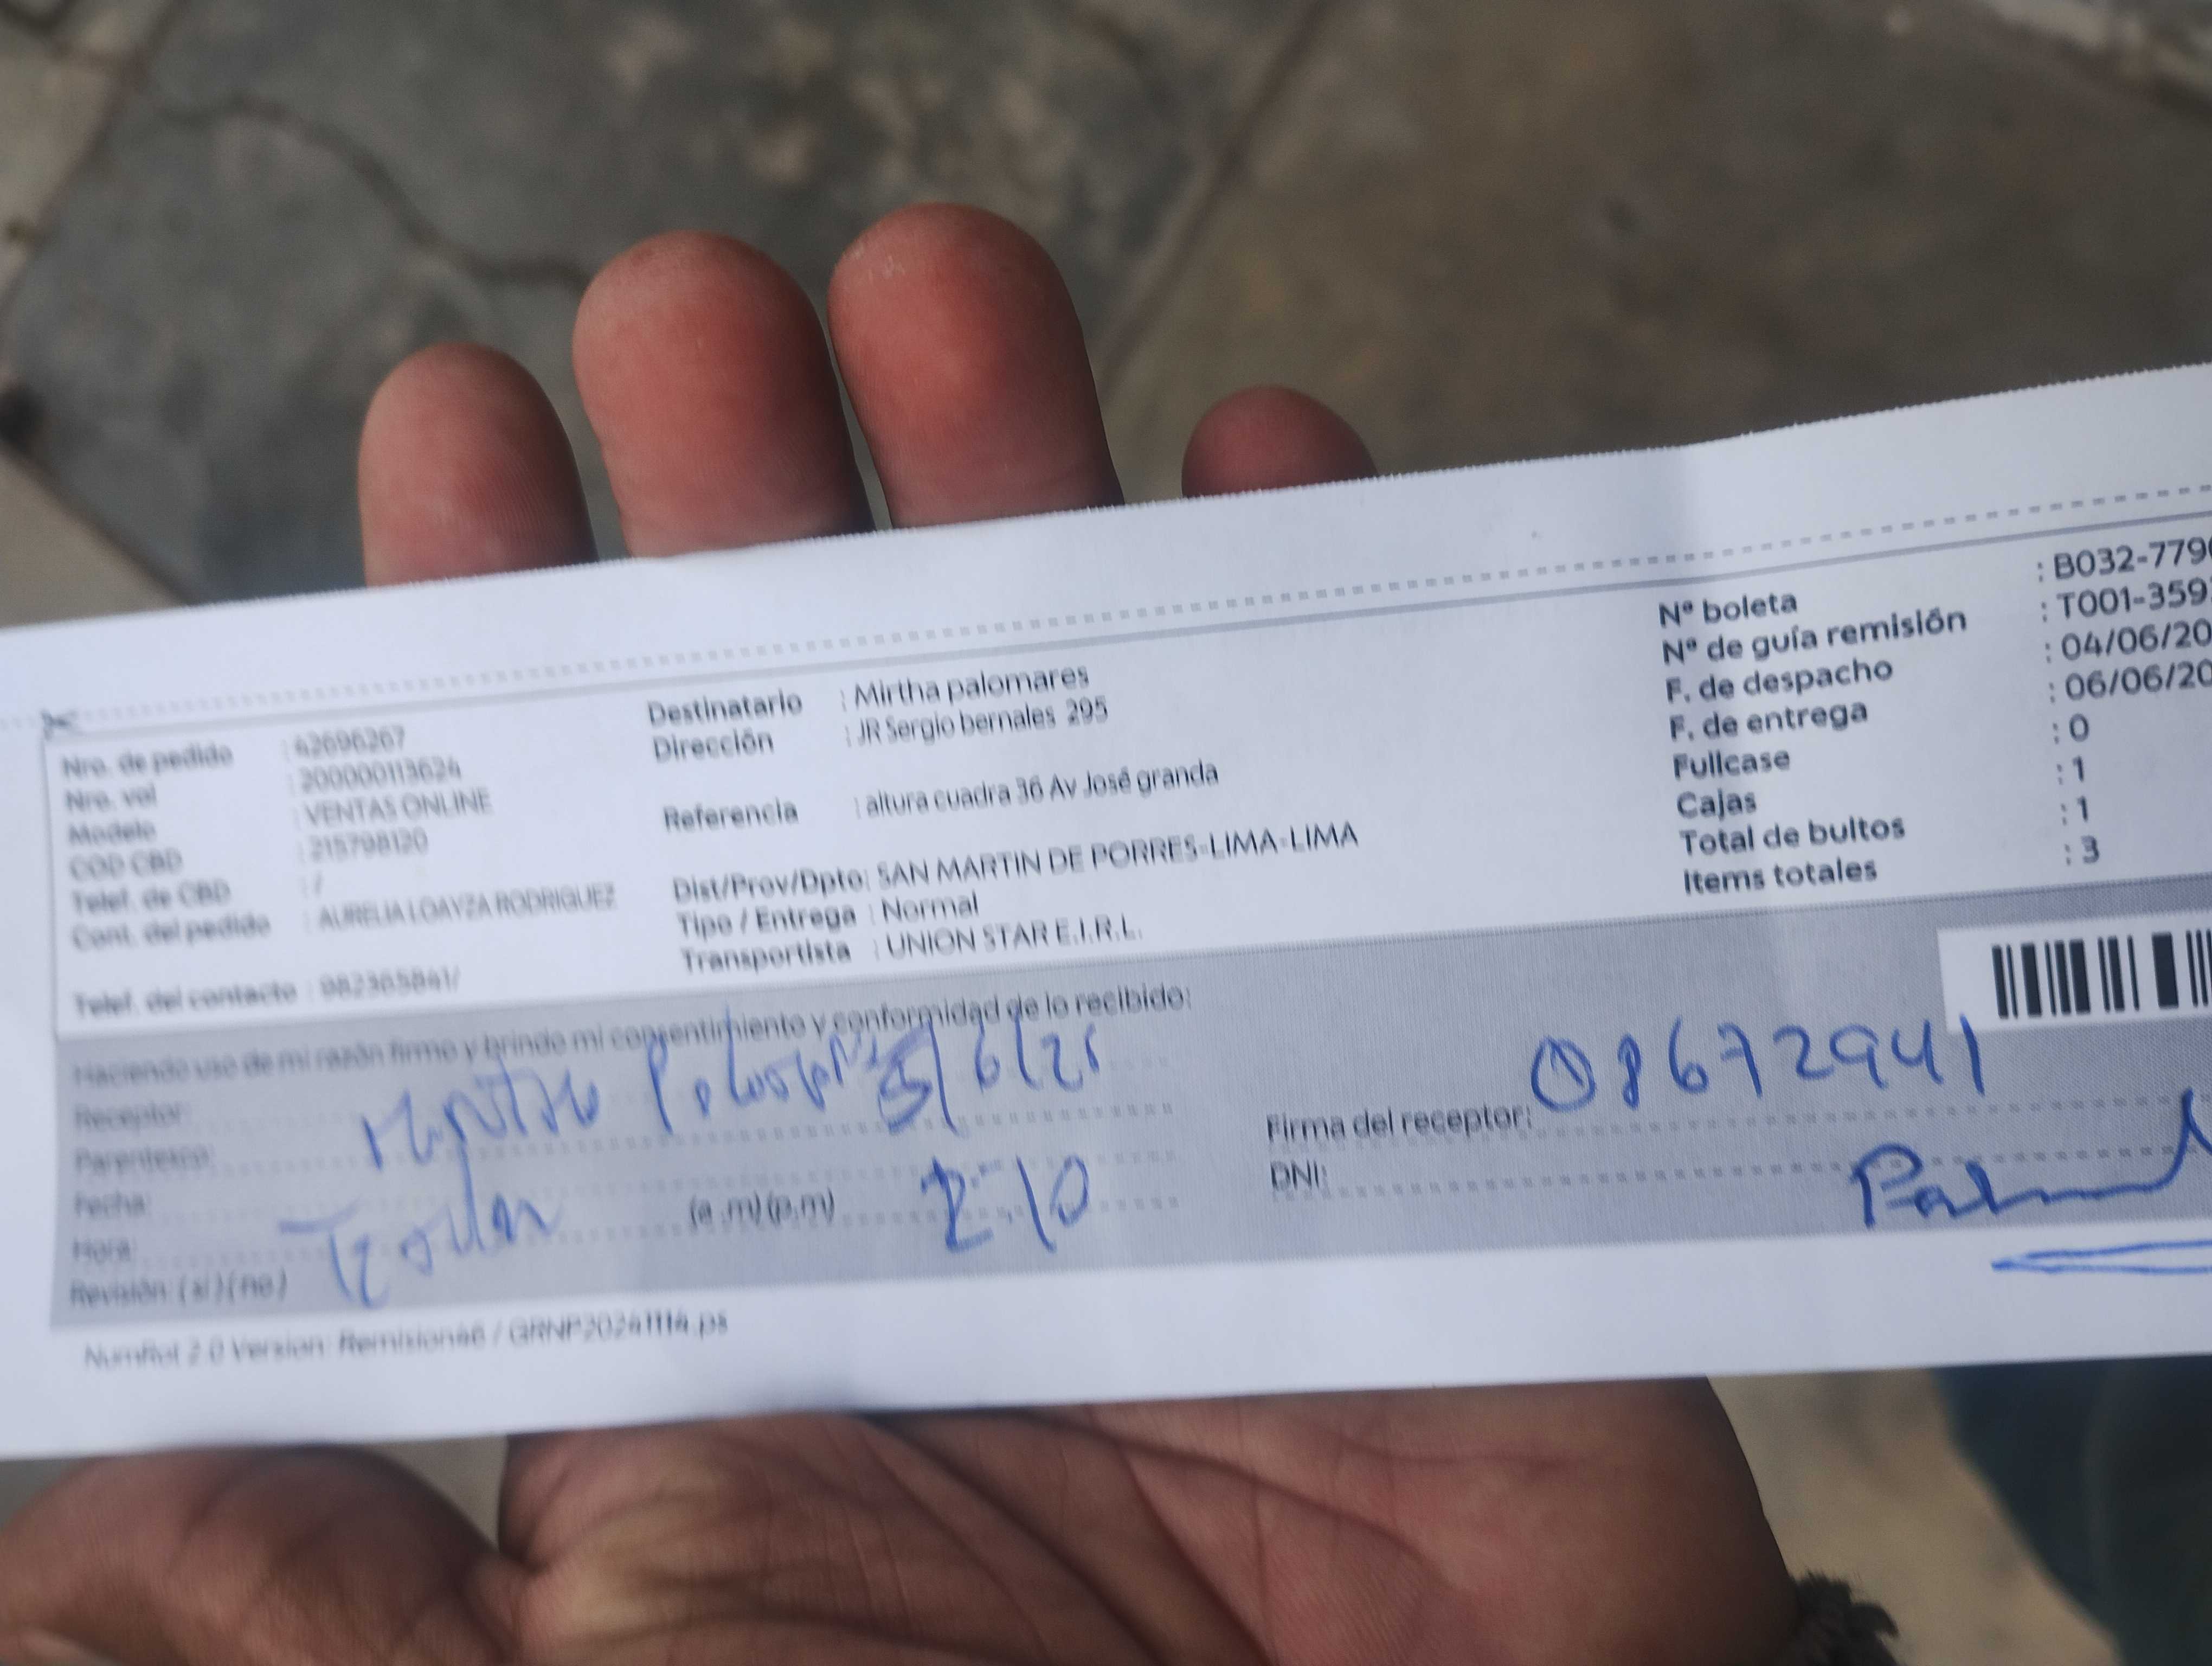 Nro. de pedido : 42696267
Nro. val : 200000113624
Modelo : VENTAS ONLINE
COD CBD : 215798120
Telef. de CBD : /
Cont. del pedido : AURELIA LOAYZA RODRIGUEZ
Telef. del contacto : 982365841/
Destinatario : Mirtha palomares
Dirección : JR Sergio bernales 295
Referencia : altura cuadra 36 Av José granda
Dist/Prov/Dpto: SAN MARTIN DE PORRES-LIMA-LIMA
Tipo / Entrega : Normal
Transportista : UNION STAR E.I.R.L.
Nº boleta : B032-779
Nº de guía remisión : T001-359
F. de despacho : 04/06/20
F. de entrega : 06/06/20
Fullcase : 0
Cajas : 1
Total de bultos : 1
Items totales : 3
Haciendo uso de mi razón firmo y brindo mi consentimiento y conformidad de lo recibido:
Receptor:
Parentesco:
Fecha: 5/6/25
Hora: (a .m) (p.m) 2:10
Revisión: (si) (no)
Firma del receptor: 08672941
DNI:
NumRot 2.0 Version: Remision46 / GRNP20241114.ps